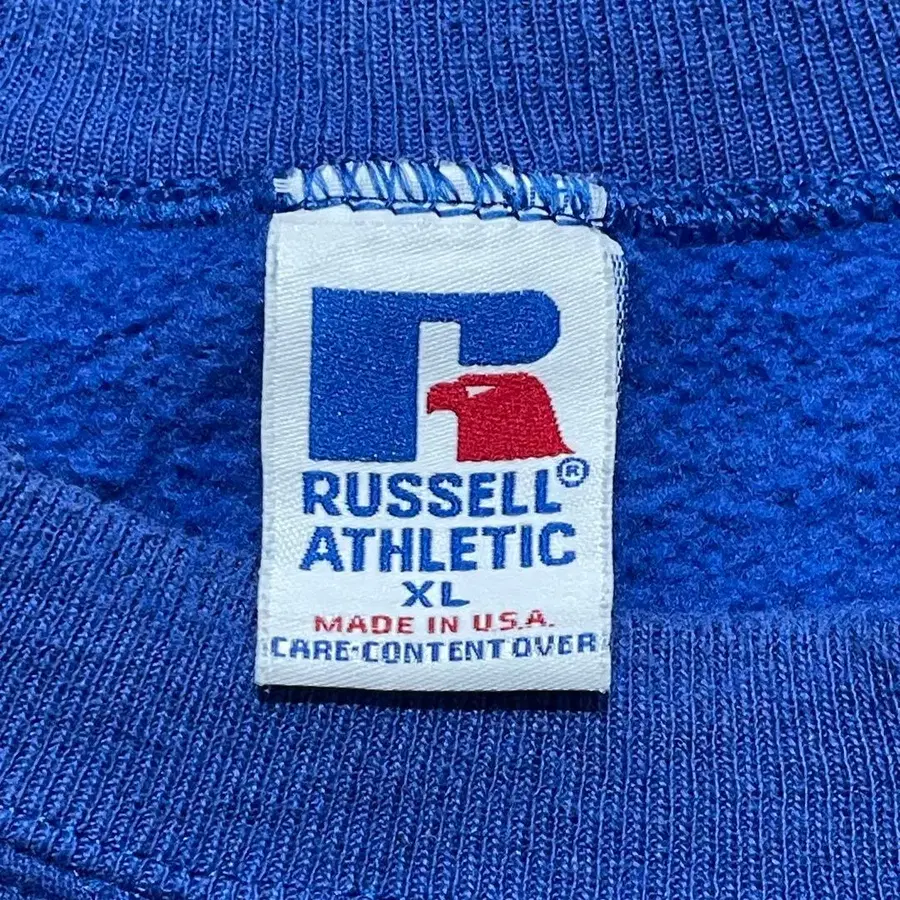 RUSSELL®
ATHLETIC
XL
MADE IN U.S.A.
CARE-CONTENT OVER